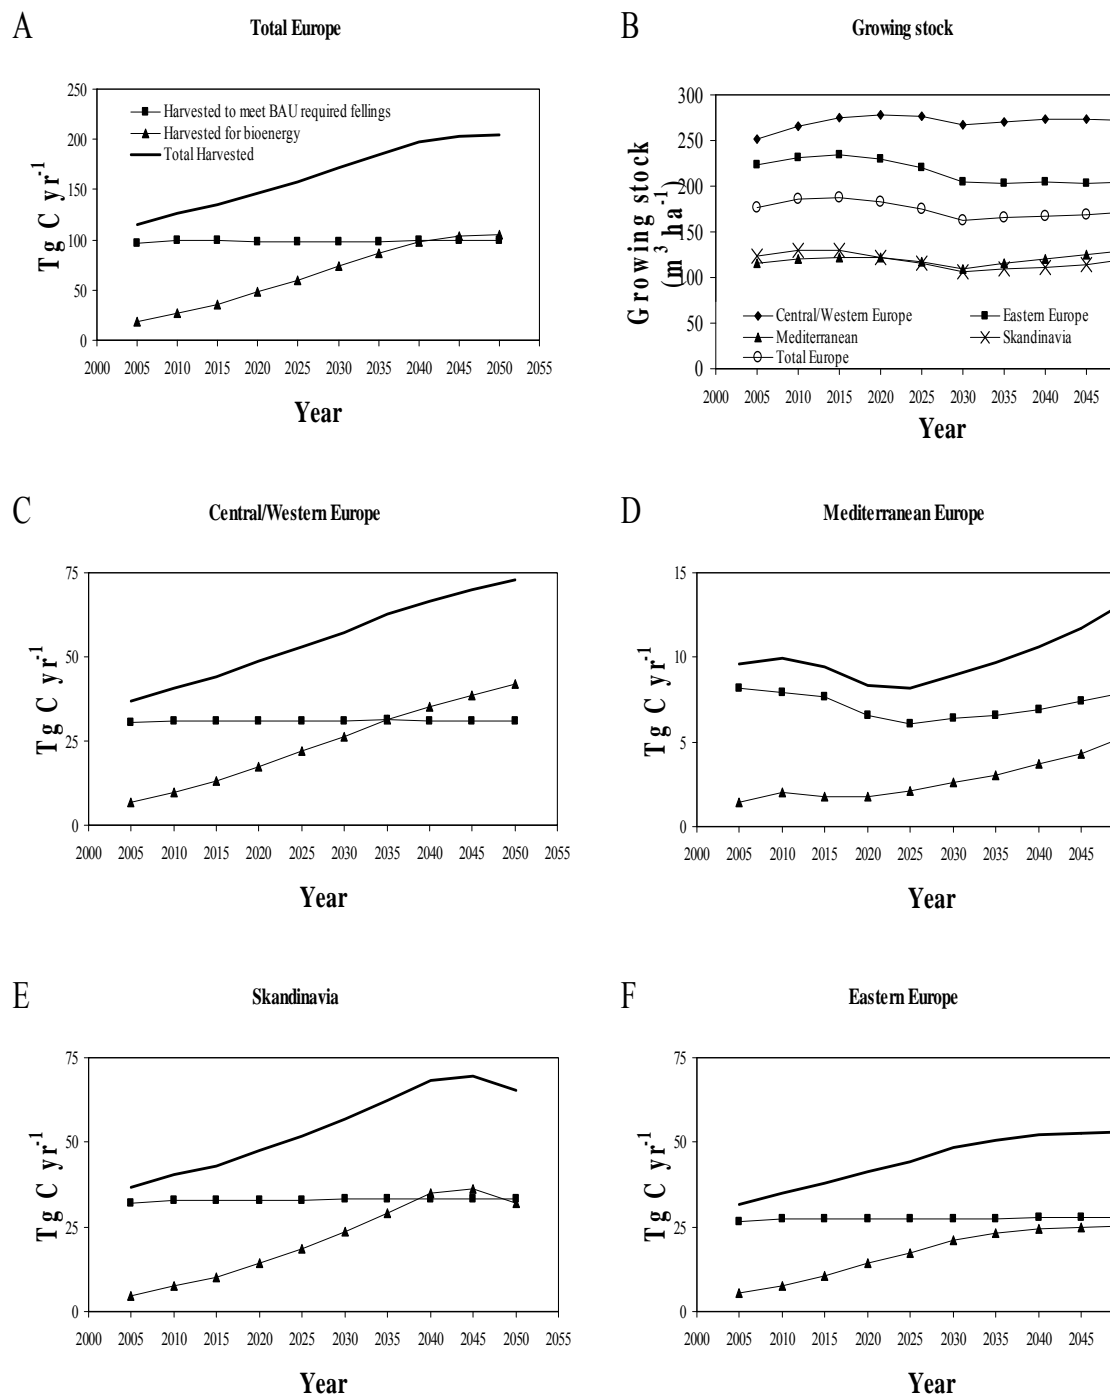 A
Total Europe
Tg C yr-1
250
200
150
100
50
0
Harvested to meet BAU required fellings
Harvested for bioenergy
Total Harvested
2000 2005 2010 2015 2020 2025 2030 2035 2040 2045 2050 2055
Year
B
Growing stock
Growing stock
(m3 ha-1)
300
250
200
150
100
50
0
Central/Western Europe
Eastern Europe
Mediterranean
Skandinavia
Total Europe
2000 2005 2010 2015 2020 2025 2030 2035 2040 2045
Year
C
Central/Western Europe
Tg C yr-1
75
50
25
0
2000 2005 2010 2015 2020 2025 2030 2035 2040 2045 2050 2055
Year
D
Mediterranean Europe
Tg C yr-1
15
10
5
0
2000 2005 2010 2015 2020 2025 2030 2035 2040 2045
Year
E
Skandinavia
Tg C yr-1
75
50
25
0
2000 2005 2010 2015 2020 2025 2030 2035 2040 2045 2050 2055
Year
F
Eastern Europe
Tg C yr-1
75
50
25
0
2000 2005 2010 2015 2020 2025 2030 2035 2040 2045
Year